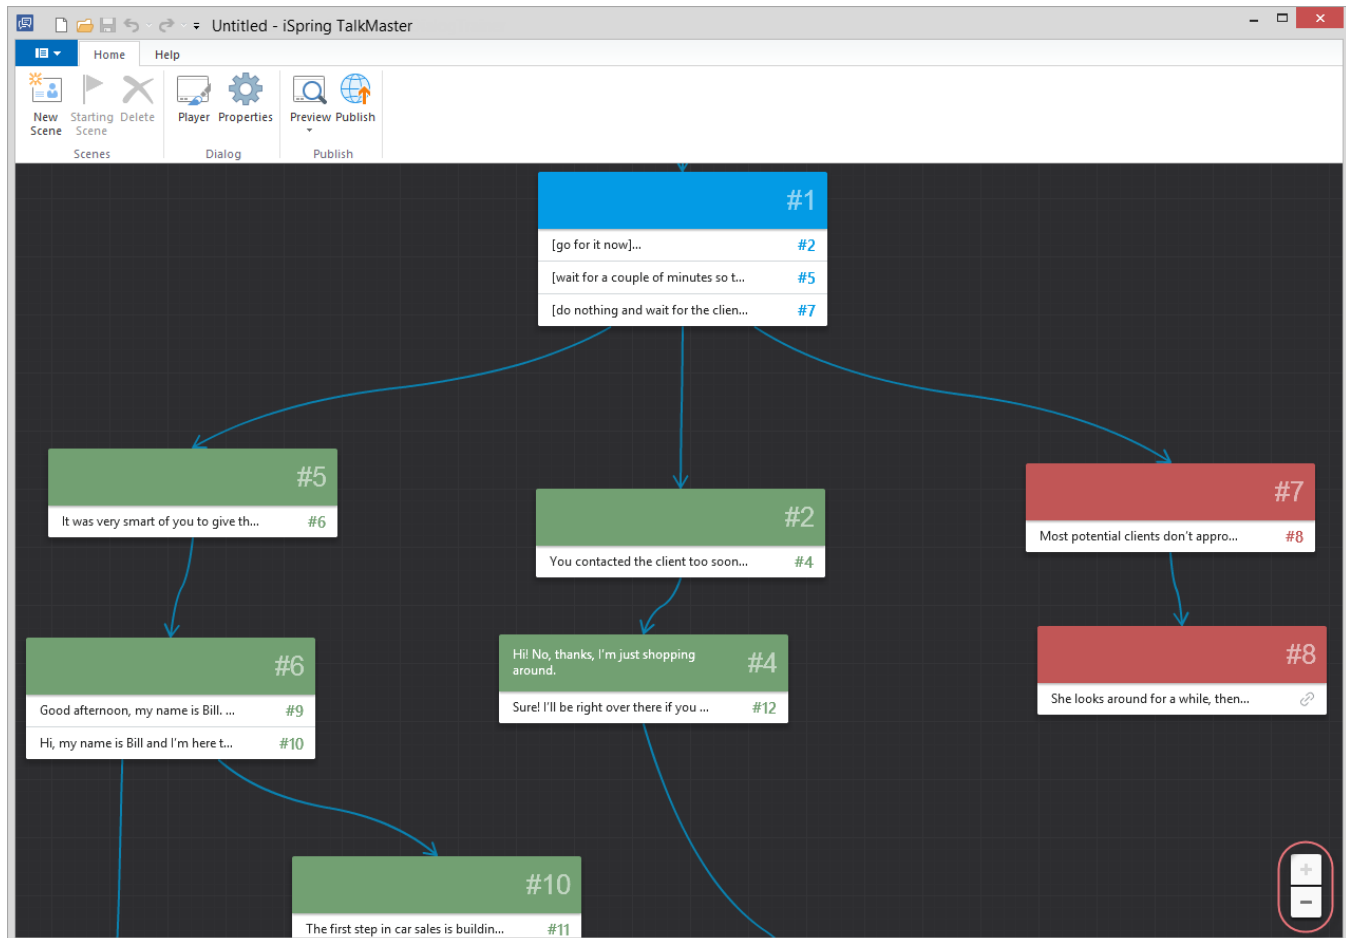 Untitled - iSpring TalkMaster
Home Help
New Scene
Starting Scene
Delete
Player
Properties
Preview
Publish
Scenes
Dialog
Publish
#1
[go for it now]... #2
[wait for a couple of minutes so t... #5
[do nothing and wait for the clien... #7
#5
It was very smart of you to give th... #6
#2
You contacted the client too soon... #4
#7
Most potential clients don't appro... #8
#6
Good afternoon, my name is Bill. ... #9
Hi, my name is Bill and I'm here t... #10
Hi! No, thanks, I'm just shopping
around.
#4
Sure! I'll be right over there if you ... #12
#8
She looks around for a while, then...
#10
The first step in car sales is buildin... #11